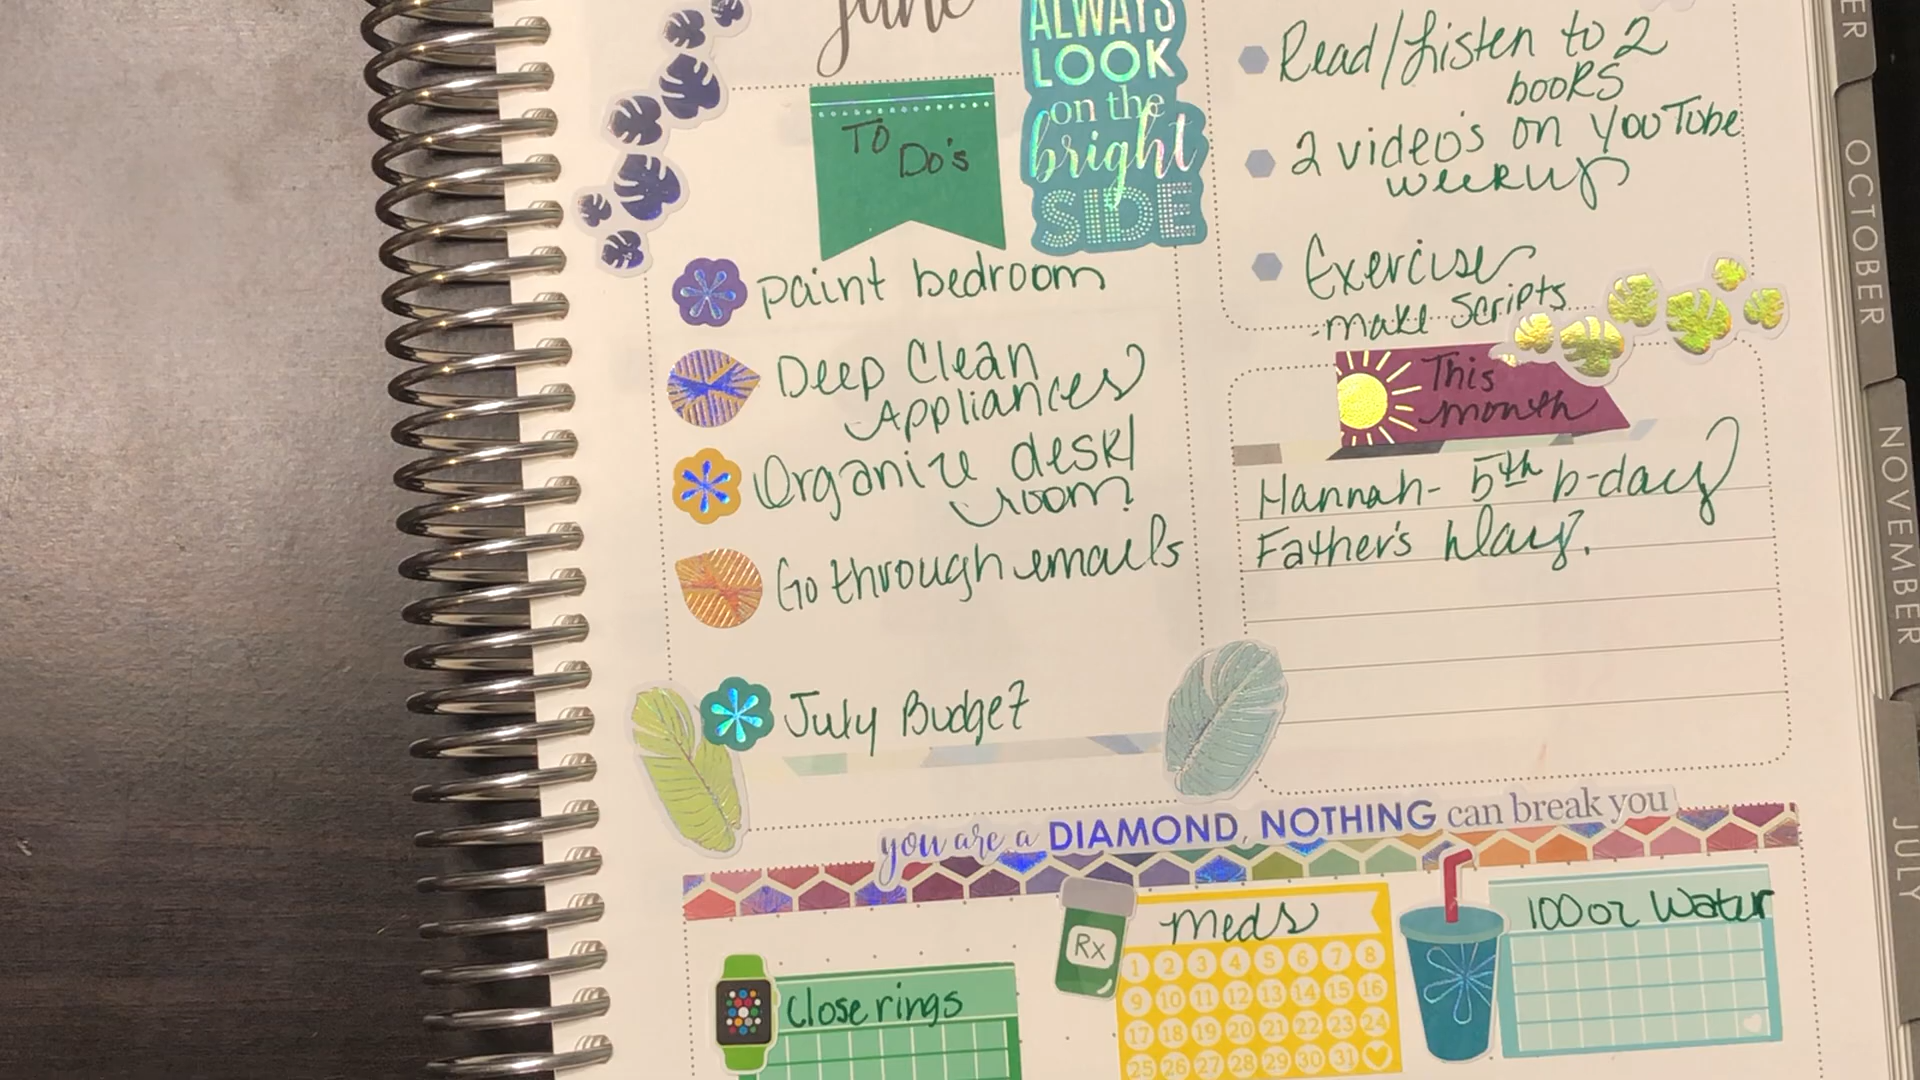 June
ALWAYS
LOOK
on the
bright
SIDE
To
Do's
paint bedroom
Deep Clean
Appliances
Organize desk/
room
Go through emails
July Budget
Read/Listen to 2
books
2 video's on YouTube
weekly
Exercise
-make scripts
This
month
Hannah- 5th b-day
Father's Day
you are a DIAMOND, NOTHING can break you
Close rings
Rx
Meds
1 2 3 4 5 6 7 8
9 10 11 12 13 14 15 16
17 18 19 20 21 22 23 24
25 26 27 28 29 30 31
100oz Water
ER
OCTOBER
NOVEMBER
JULY